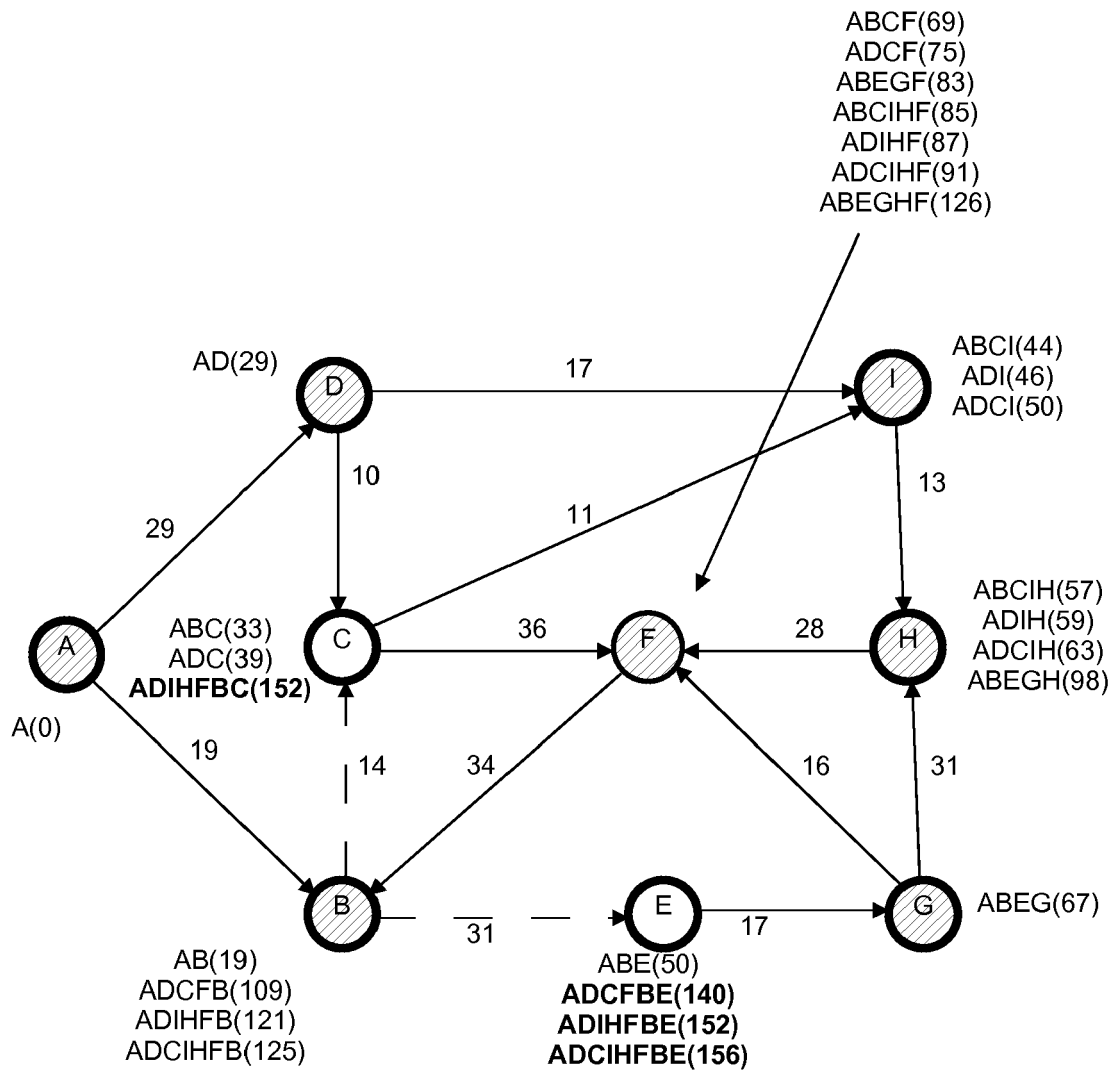 ABCF(69)
ADCF(75)
ABEGF(83)
ABCIHF(85)
ADIHF(87)
ADCIHF(91)
ABEGHF(126)
AD(29)
D
17
I
ABCI(44)
ADI(46)
ADCI(50)
10
13
11
29
A
A(0)
ABC(33)
ADC(39)
ADIHFBC(152)
C
36
F
28
H
ABCIH(57)
ADIH(59)
ADCIH(63)
ABEGH(98)
19
14
34
16
31
B
31
E
17
G
ABEG(67)
AB(19)
ADCFB(109)
ADIHFB(121)
ADCIHFB(125)
ABE(50)
ADCFBE(140)
ADIHFBE(152)
ADCIHFBE(156)